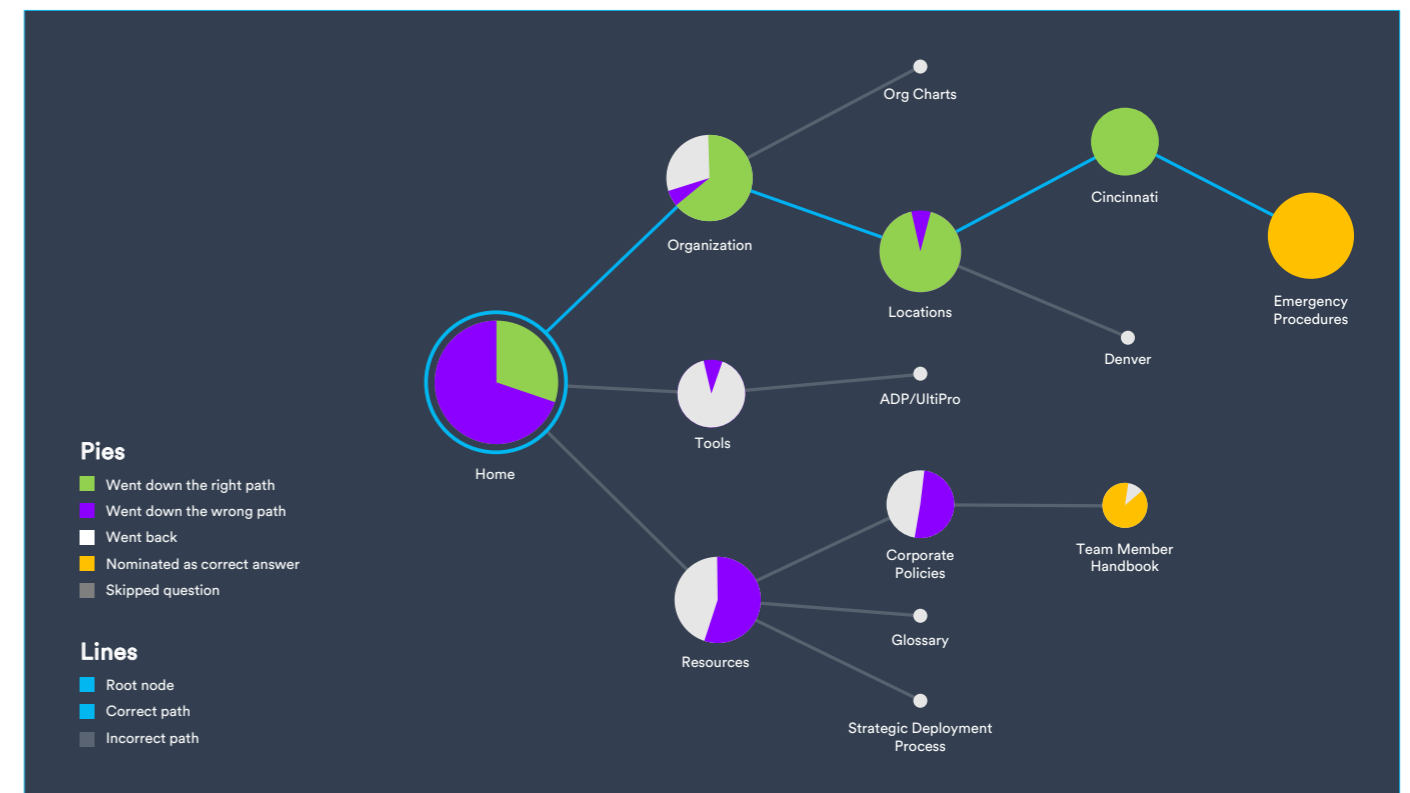 Org Charts
Cincinnati
Organization
Emergency
Procedures
Locations
Denver
ADP/UltiPro
Tools
Home
Corporate
Policies
Team Member
Handbook
Glossary
Resources
Strategic Deployment
Process
Pies
Went down the right path
Went down the wrong path
Went back
Nominated as correct answer
Skipped question
Lines
Root node
Correct path
Incorrect path